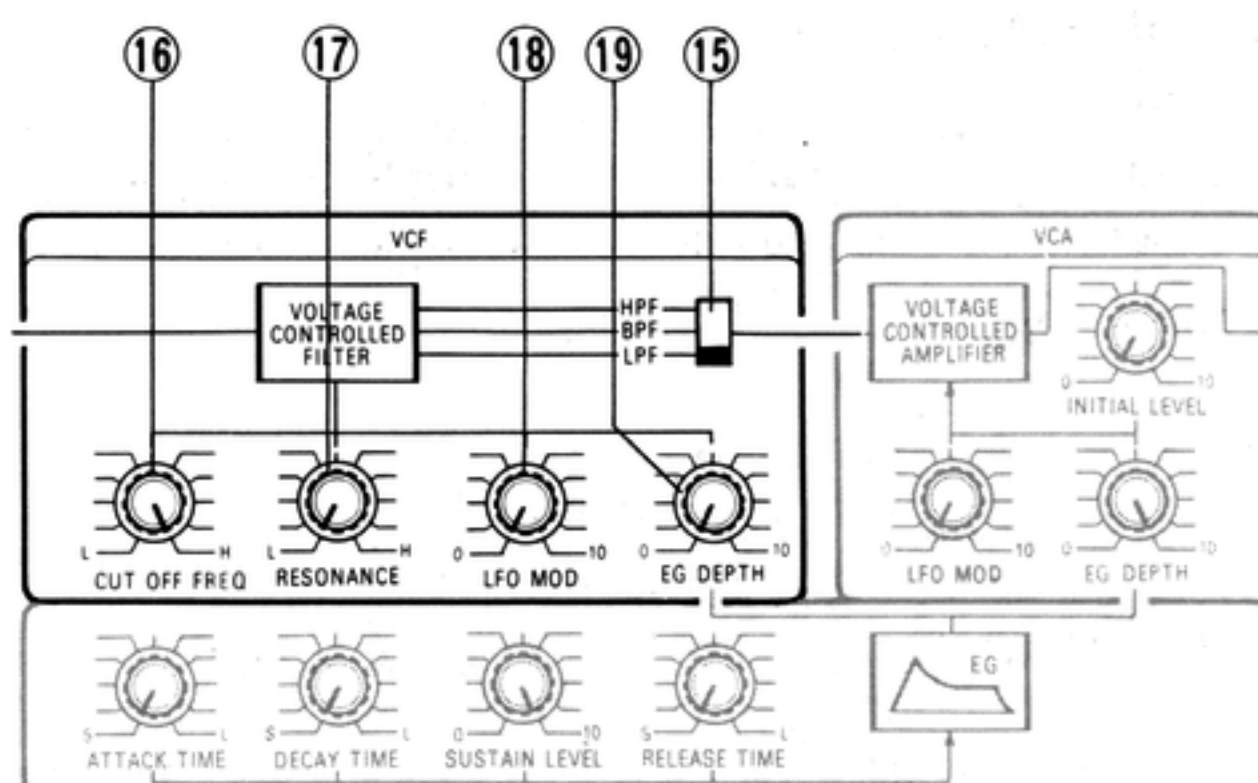 ⑯ ⑰ ⑱ ⑲ ⑮
VCF
VCA
VOLTAGE
CONTROLLED
FILTER
HPF
BPF
LPF
VOLTAGE
CONTROLLED
AMPLIFIER
0 10
INITIAL LEVEL
L H
CUT OFF FREQ
L H
RESONANCE
0 10
LFO MOD
0 10
EG DEPTH
0 10
LFO MOD
0 10
EG DEPTH
S L
ATTACK TIME
S L
DECAY TIME
0 10
SUSTAIN LEVEL
S L
RELEASE TIME
EG